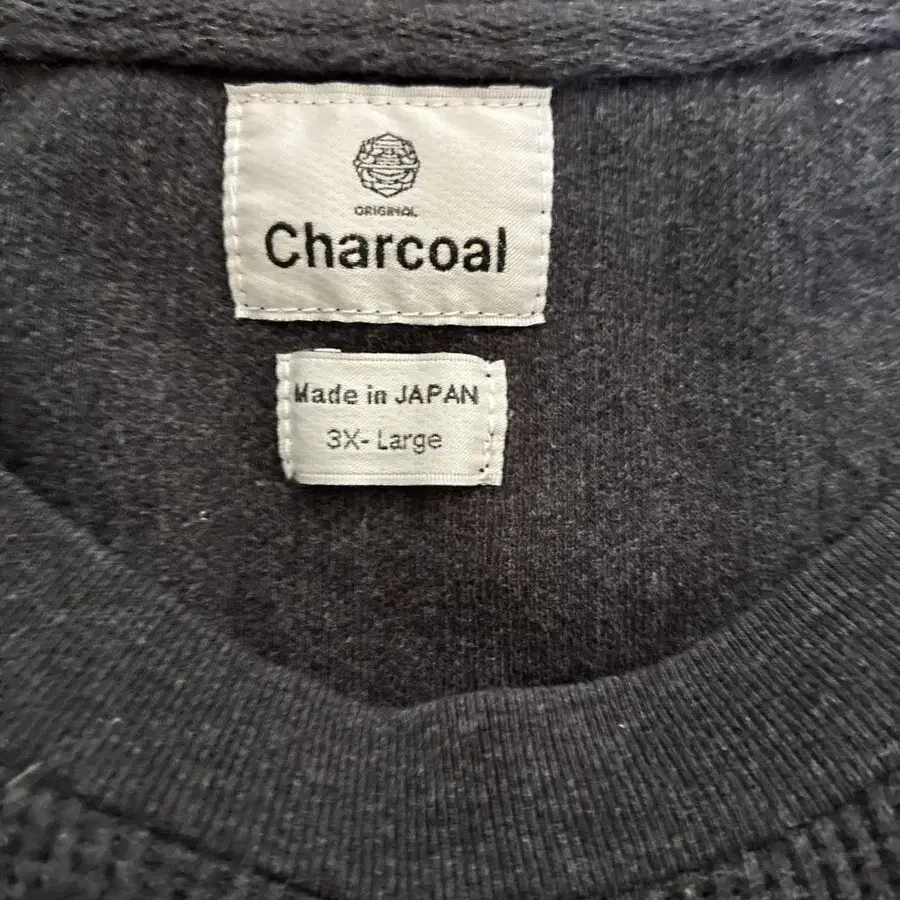 ORIGINAL
Charcoal
Made in JAPAN
3X- Large